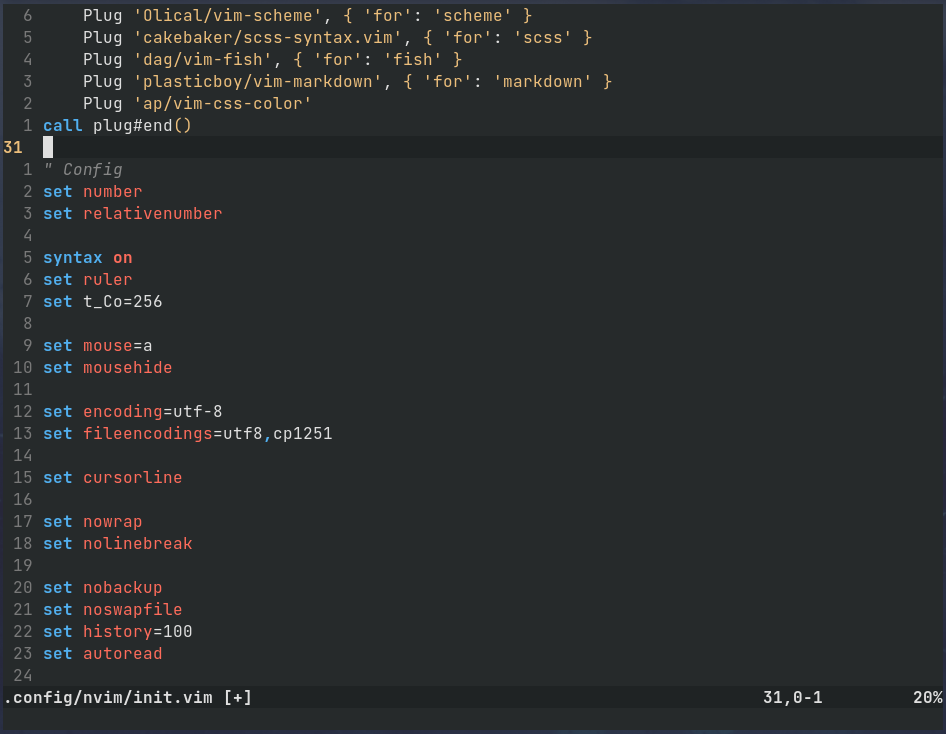 6     Plug 'Olical/vim-scheme', { 'for': 'scheme' }
5     Plug 'cakebaker/scss-syntax.vim', { 'for': 'scss' }
4     Plug 'dag/vim-fish', { 'for': 'fish' }
3     Plug 'plasticboy/vim-markdown', { 'for': 'markdown' }
2     Plug 'ap/vim-css-color'
1 call plug#end()
31
1 " Config
2 set number
3 set relativenumber
4
5 syntax on
6 set ruler
7 set t_Co=256
8
9 set mouse=a
10 set mousehide
11
12 set encoding=utf-8
13 set fileencodings=utf8,cp1251
14
15 set cursorline
16
17 set nowrap
18 set nolinebreak
19
20 set nobackup
21 set noswapfile
22 set history=100
23 set autoread
24
.config/nvim/init.vim [+] 31,0-1 20%